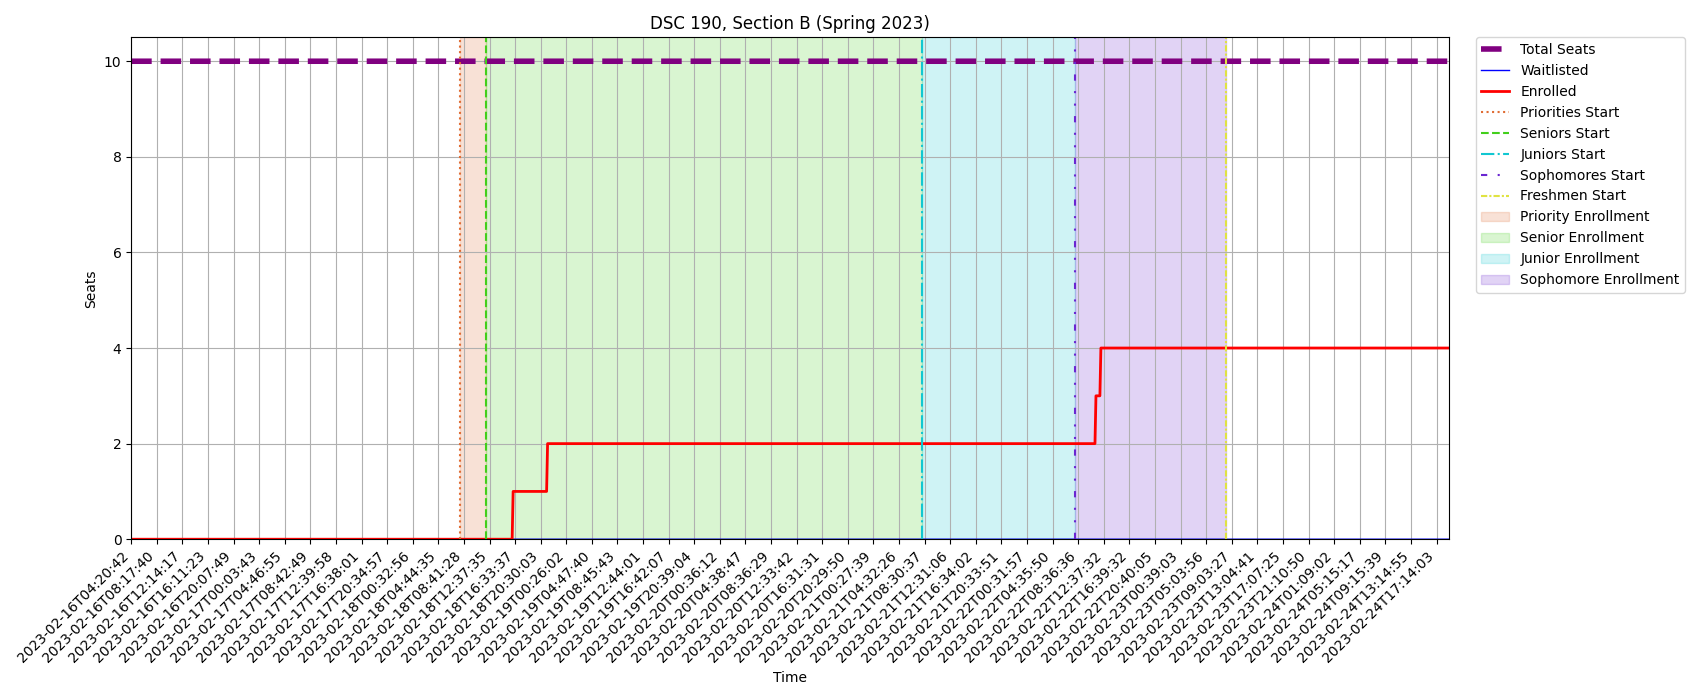 DSC 190, Section B (Spring 2023)
Seats
10
8
6
4
2
0
2023-02-16T04:20:42
2023-02-16T08:17:40
2023-02-16T12:14:17
2023-02-16T16:11:23
2023-02-16T20:07:49
2023-02-17T00:03:43
2023-02-17T04:46:55
2023-02-17T08:42:49
2023-02-17T12:39:58
2023-02-17T16:38:01
2023-02-17T20:34:57
2023-02-18T00:32:56
2023-02-18T04:44:35
2023-02-18T08:41:28
2023-02-18T12:37:35
2023-02-18T16:33:37
2023-02-18T20:30:03
2023-02-19T00:26:02
2023-02-19T04:47:40
2023-02-19T08:45:43
2023-02-19T12:44:01
2023-02-19T16:42:07
2023-02-19T20:39:04
2023-02-20T00:36:12
2023-02-20T04:38:47
2023-02-20T08:36:29
2023-02-20T12:33:42
2023-02-20T16:31:31
2023-02-20T20:29:50
2023-02-21T00:27:39
2023-02-21T04:32:26
2023-02-21T08:30:37
2023-02-21T12:31:06
2023-02-21T16:34:02
2023-02-21T20:33:51
2023-02-22T00:31:57
2023-02-22T04:35:50
2023-02-22T08:36:36
2023-02-22T12:37:32
2023-02-22T16:39:32
2023-02-22T20:40:05
2023-02-23T00:39:03
2023-02-23T05:03:56
2023-02-23T09:03:27
2023-02-23T13:04:41
2023-02-23T17:07:25
2023-02-23T21:10:50
2023-02-24T01:09:02
2023-02-24T05:15:17
2023-02-24T09:15:39
2023-02-24T13:14:55
2023-02-24T17:14:03
Time
Total Seats
Waitlisted
Enrolled
Priorities Start
Seniors Start
Juniors Start
Sophomores Start
Freshmen Start
Priority Enrollment
Senior Enrollment
Junior Enrollment
Sophomore Enrollment